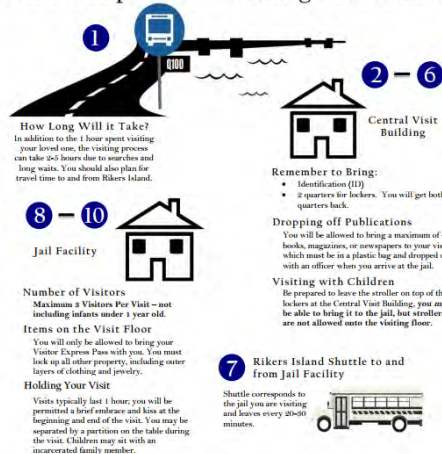 1
Q100
How Long Will it Take?
In addition to the 1 hour spent visiting
your loved one, the visiting process
can take 2-5 hours due to searches and
long waits. You should also plan for
travel time to and from Rikers Island.
2 – 6
Central Visit
Building
Remember to Bring:
• Identification (ID)
• 2 quarters for lockers. You will get both
quarters back.
Dropping off Publications
You will be allowed to bring a maximum of
books, magazines, or newspapers to your
which must be in a plastic bag and dropped
with an officer when you arrive at the jail.
Visiting with Children
Be prepared to leave the stroller on top of the
lockers at the Central Visit Building, you
be able to bring it to the jail, but strollers
are not allowed onto the visiting floor.
8 – 10
Jail Facility
Number of Visitors
Maximum 3 Visitors Per Visit – not
including infants under 1 year old.
Items on the Visit Floor
You will only be allowed to bring your
Visitor Express Pass with you. You must
lock up all other property, including outer
layers of clothing and jewelry.
Holding Your Visit
Visits typically last 1 hour; you will be
permitted a brief embrace and kiss at the
beginning and end of the visit. You may be
separated by a partition on the table during
the visit. Children may sit with an
incarcerated family member.
7
Rikers Island Shuttle to and
from Jail Facility
Shuttle corresponds to
the jail you are visiting
and leaves every 20-30
minutes.